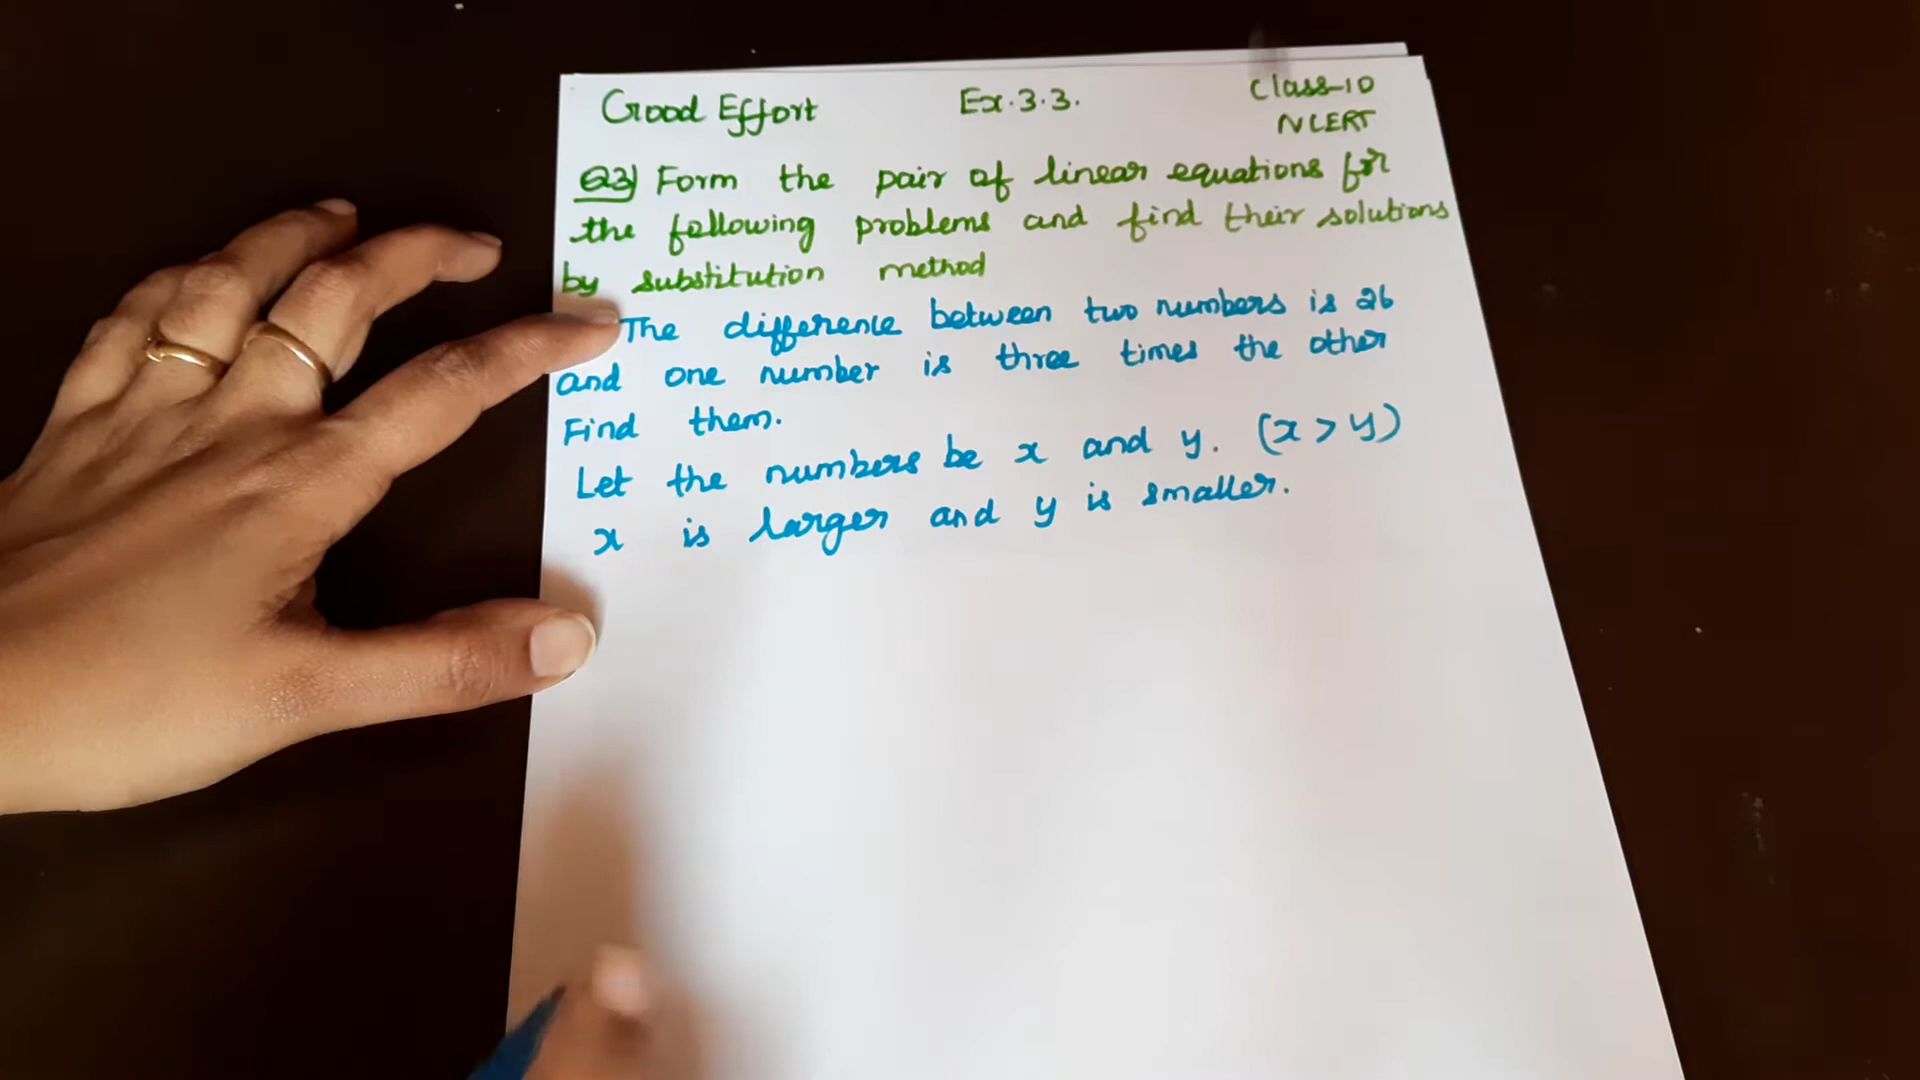 Good Effort Ex.3.3. Class-10
NCERT
Q3) Form the pair of linear equations for
the following problems and find their solutions
by substitution method
The difference between two numbers is 26
and one number is three times the other
Find them.
Let the numbers be x and y. (x > y)
x is larger and y is smaller.